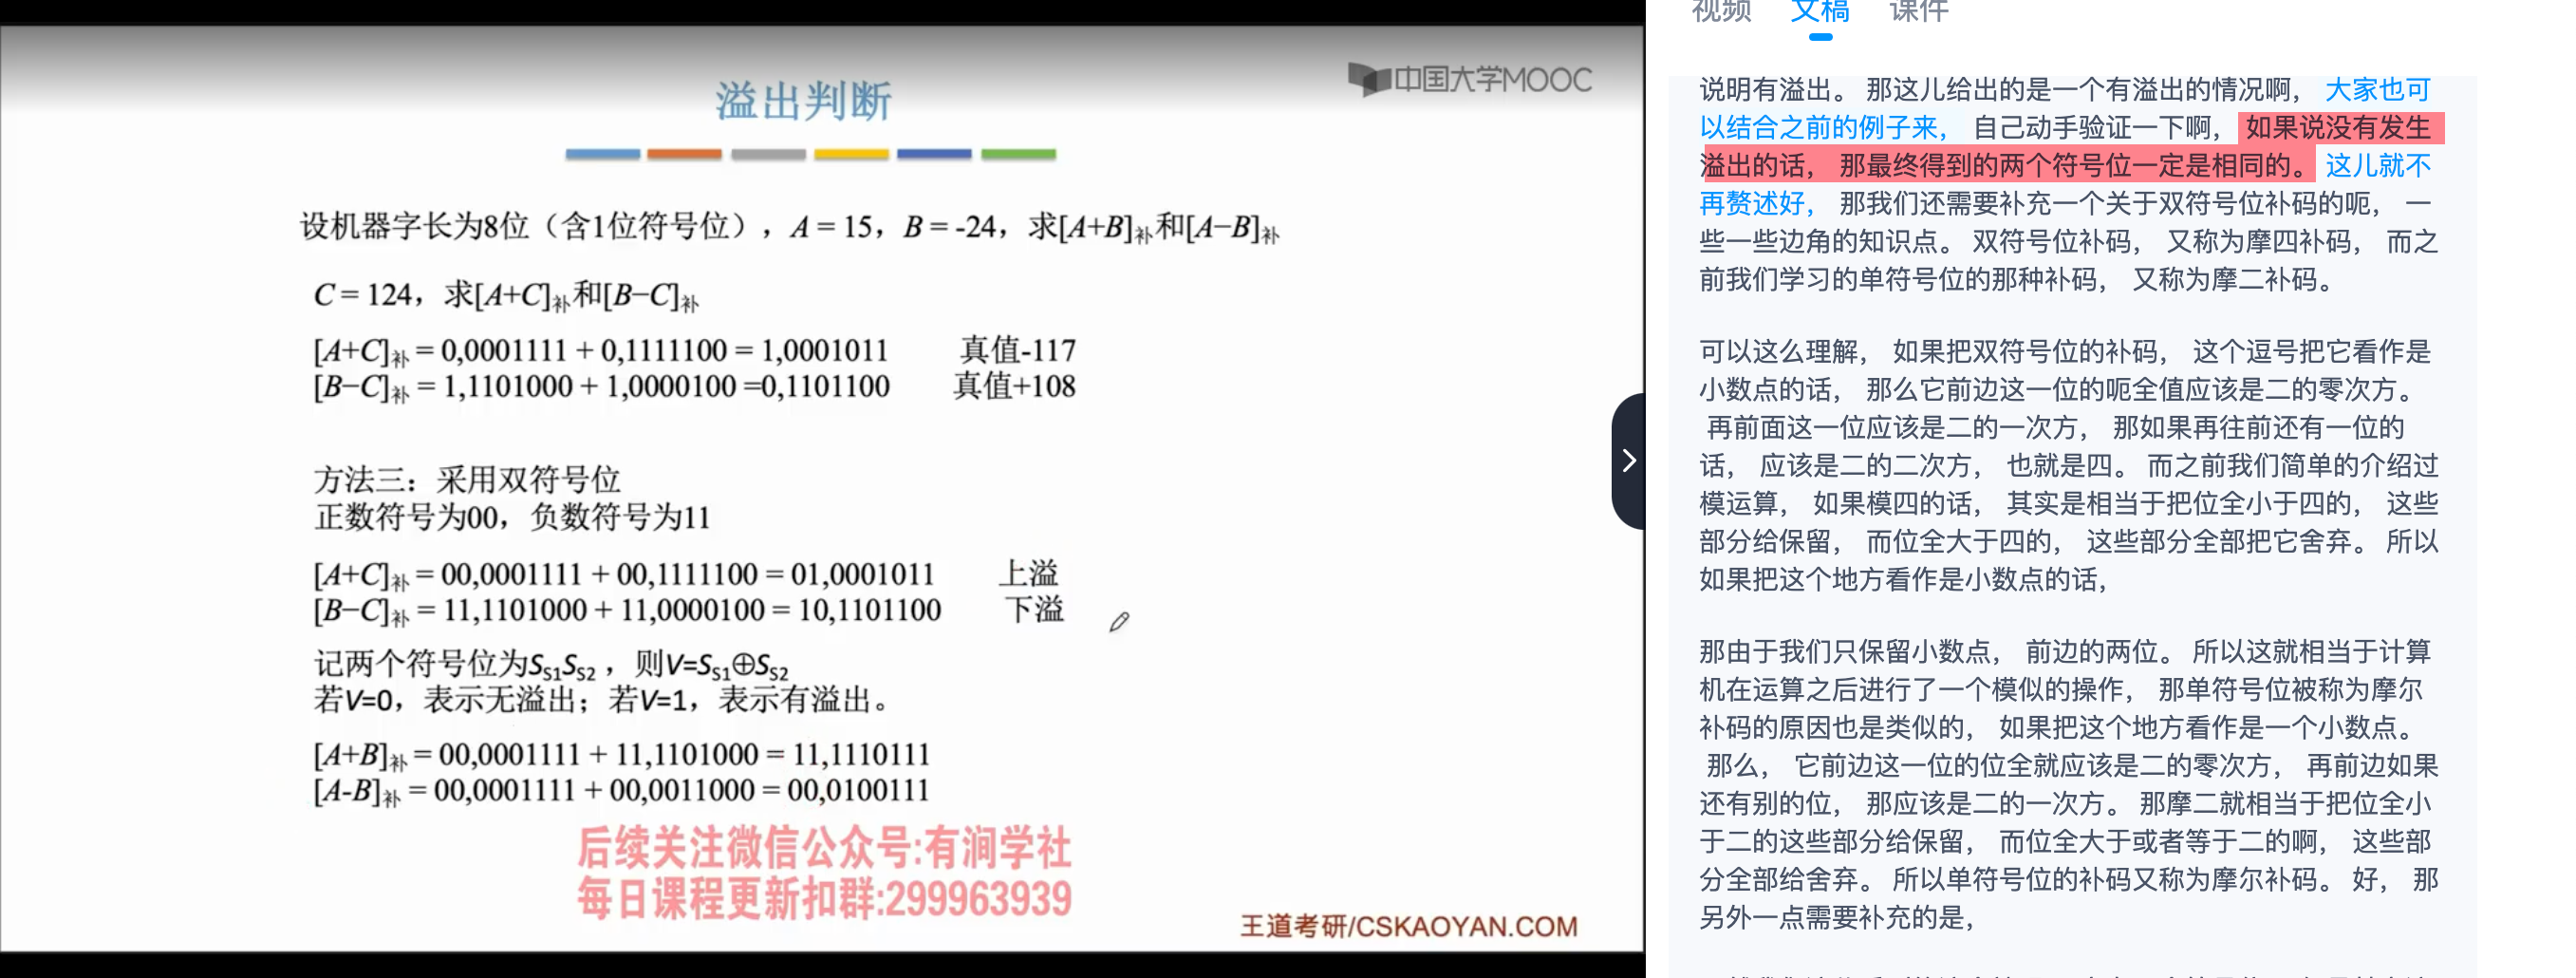 中国大学MOOC
溢出判断
设机器字长为8位（含1位符号位），A = 15，B = -24，求[A+B]补和[A−B]补
C = 124，求[A+C]补和[B−C]补
[A+C]补 = 0,0001111 + 0,1111100 = 1,0001011 真值-117
[B−C]补 = 1,1101000 + 1,0000100 =0,1101100 真值+108
方法三：采用双符号位
正数符号为00，负数符号为11
[A+C]补 = 00,0001111 + 00,1111100 = 01,0001011 上溢
[B−C]补 = 11,1101000 + 11,0000100 = 10,1101100 下溢
记两个符号位为SS1SS2 ，则V=SS1⊕SS2
若V=0，表示无溢出；若V=1，表示有溢出。
[A+B]补 = 00,0001111 + 11,1101000 = 11,1110111
[A-B]补 = 00,0001111 + 00,0011000 = 00,0100111
后续关注微信公众号:有涧学社
每日课程更新扣群:299963939
王道考研/CSKAOYAN.COM
视频 文稿 课件
说明有溢出。 那这儿给出的是一个有溢出的情况啊， 大家也可
以结合之前的例子来， 自己动手验证一下啊， 如果说没有发生
溢出的话， 那最终得到的两个符号位一定是相同的。 这儿就不
再赘述好， 那我们还需要补充一个关于双符号位补码的呃， 一
些一些边角的知识点。 双符号位补码， 又称为摩四补码， 而之
前我们学习的单符号位的那种补码， 又称为摩二补码。
可以这么理解， 如果把双符号位的补码， 这个逗号把它看作是
小数点的话， 那么它前边这一位的呃全值应该是二的零次方。
再前面这一位应该是二的一次方， 那如果再往前还有一位的
话， 应该是二的二次方， 也就是四。 而之前我们简单的介绍过
模运算， 如果模四的话， 其实是相当于把位全小于四的， 这些
部分给保留， 而位全大于四的， 这些部分全部把它舍弃。 所以
如果把这个地方看作是小数点的话，
那由于我们只保留小数点， 前边的两位。 所以这就相当于计算
机在运算之后进行了一个模似的操作， 那单符号位被称为摩尔
补码的原因也是类似的， 如果把这个地方看作是一个小数点。
那么， 它前边这一位的位全就应该是二的零次方， 再前边如果
还有别的位， 那应该是二的一次方。 那摩二就相当于把位全小
于二的这些部分给保留， 而位全大于或者等于二的啊， 这些部
分全部给舍弃。 所以单符号位的补码又称为摩尔补码。 好， 那
另外一点需要补充的是，